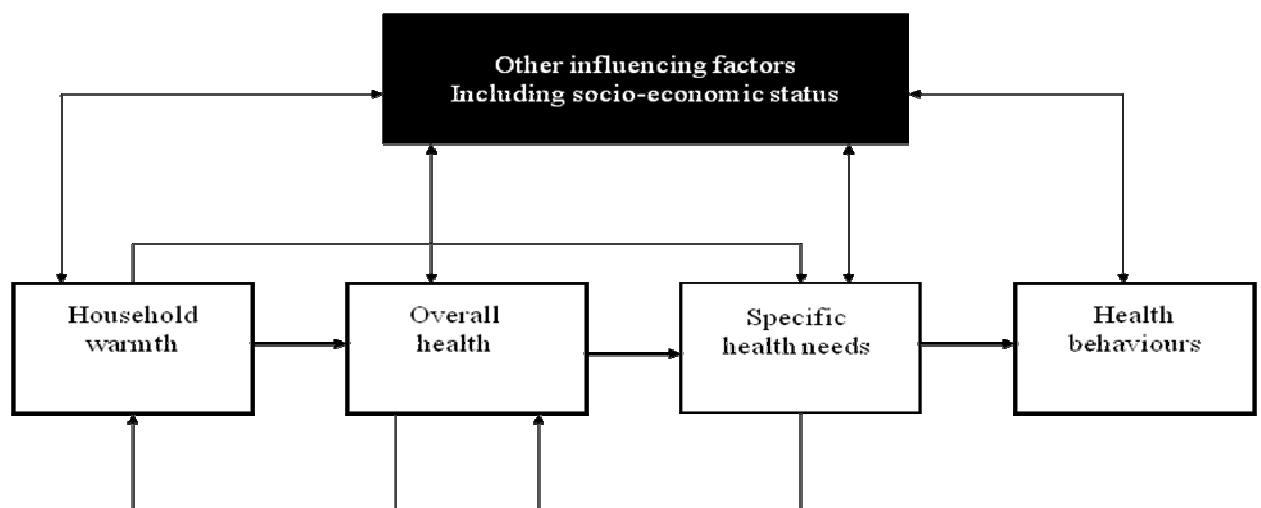 Other influencing factors
Including socio-economic status
Household
warmth
Overall
health
Specific
health needs
Health
behaviours